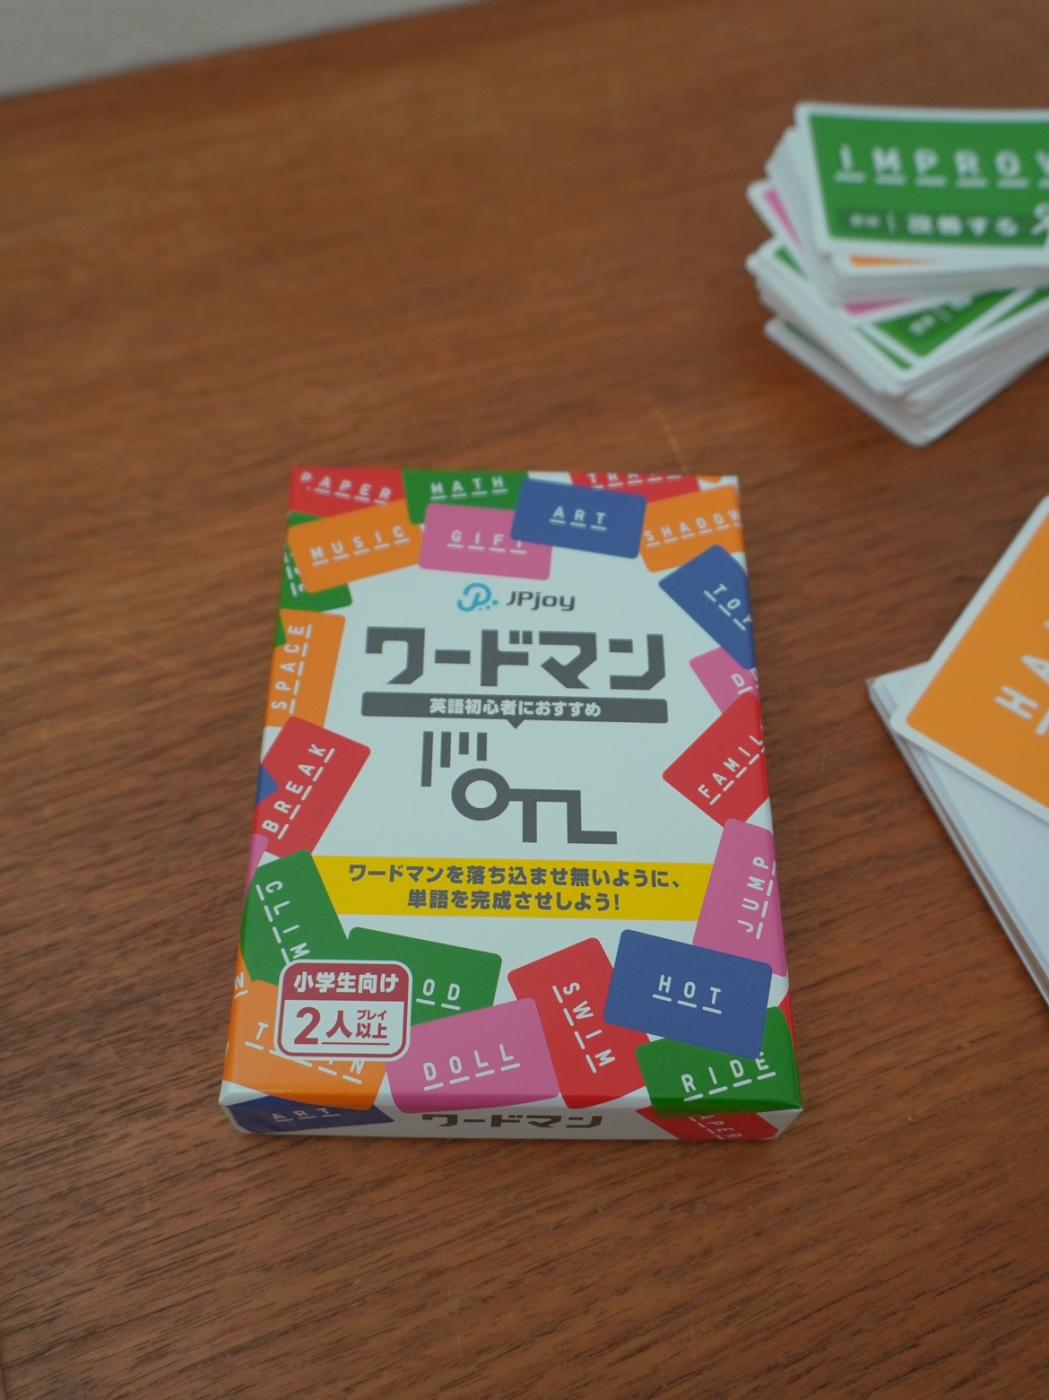 改善する
PAPER
MATH
MUSIC
GIFT
ART
SHADOW
TOY
JPjoy
ワードマン
英語初心者におすすめ
SPACE
BREAK
FAMIL
ワードマンを落ち込ませ無いように、
単語を完成させしよう!
JUMP
CLIM
小学生向け
2人プレイ以上
OD
HOT
SWIM
DOLL
RIDE
ART
ワードマン
APER